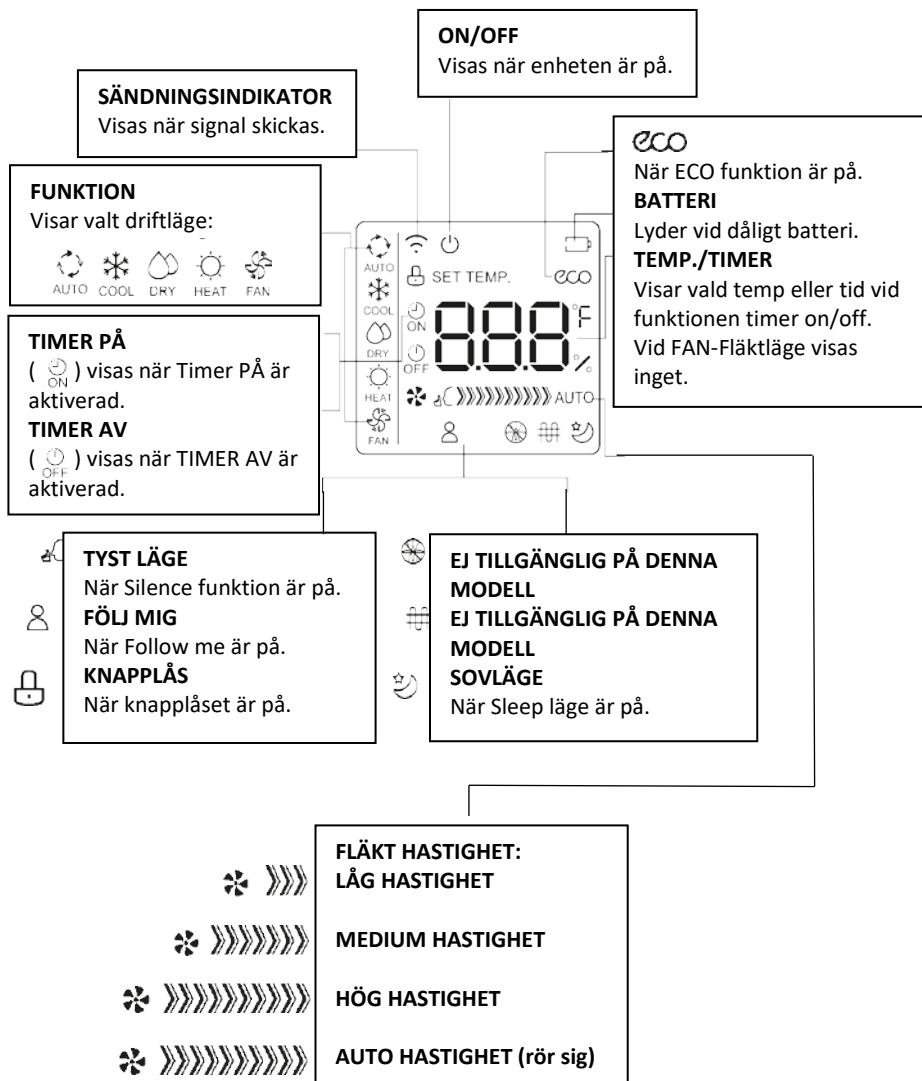 ON/OFF
Visas när enheten är på.
SÄNDNINGSINDIKATOR
Visas när signal skickas.
eco
När ECO funktion är på.
BATTERI
Lyder vid dåligt batteri.
TEMP./TIMER
Visar vald temp eller tid vid
funktionen timer on/off.
Vid FAN-Fläktläge visas
inget.
FUNKTION
Visar valt driftläge:
AUTO COOL DRY HEAT FAN
TIMER PÅ
( ON ) visas när Timer PÅ är
aktiverad.
TIMER AV
( OFF ) visas när TIMER AV är
aktiverad.
AUTO
COOL
DRY
HEAT
FAN
SET TEMP. eco
ON 8.8.8 °F
OFF %
AUTO
TYST LÄGE
När Silence funktion är på.
FÖLJ MIG
När Follow me är på.
KNAPPLÅS
När knapplåset är på.
EJ TILLGÄNGLIG PÅ DENNA
MODELL
EJ TILLGÄNGLIG PÅ DENNA
MODELL
SOVLÄGE
När Sleep läge är på.
FLÄKT HASTIGHET:
LÅG HASTIGHET
MEDIUM HASTIGHET
HÖG HASTIGHET
AUTO HASTIGHET (rör sig)